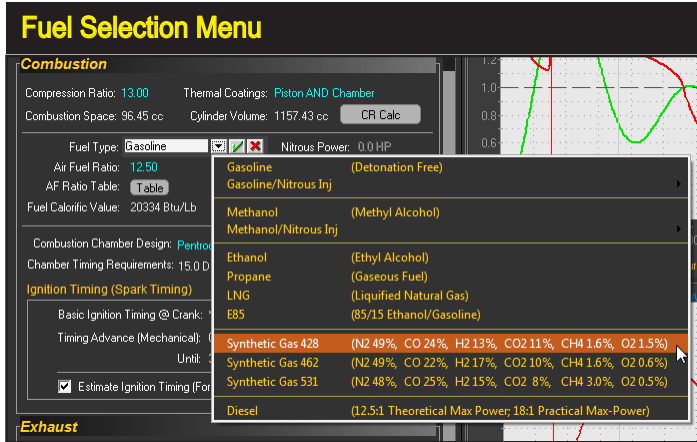 Fuel Selection Menu
Combustion
Compression Ratio: 13.00 Thermal Coatings: Piston AND Chamber
Combustion Space: 96.45 cc Cylinder Volume: 1157.43 cc CR Calc
Fuel Type: Gasoline Nitrous Power: 0.0 HP
Air Fuel Ratio: 12.50
AF Ratio Table: Table
Fuel Calorific Value: 20334 Btu/Lb
Combustion Chamber Design:
Chamber Timing Requirements: 15.0 D
Ignition Timing (Spark Timing)
Basic Ignition Timing @ Crank:
Timing Advance (Mechanical):
Until:
Estimate Ignition Timing (For
Exhaust
Gasoline (Detonation Free)
Gasoline/Nitrous Inj
Methanol (Methyl Alcohol)
Methanol/Nitrous Inj
Ethanol (Ethyl Alcohol)
Propane (Gaseous Fuel)
LNG (Liquified Natural Gas)
E85 (85/15 Ethanol/Gasoline)
Synthetic Gas 428 (N2 49%, CO 24%, H2 13%, CO2 11%, CH4 1.6%, O2 1.5%)
Synthetic Gas 462 (N2 49%, CO 22%, H2 17%, CO2 10%, CH4 1.6%, O2 0.6%)
Synthetic Gas 531 (N2 48%, CO 25%, H2 15%, CO2 8%, CH4 3.0%, O2 0.5%)
Diesel (12.5:1 Theoretical Max Power; 18:1 Practical Max-Power)
1.2
1.0
0.8
0.6